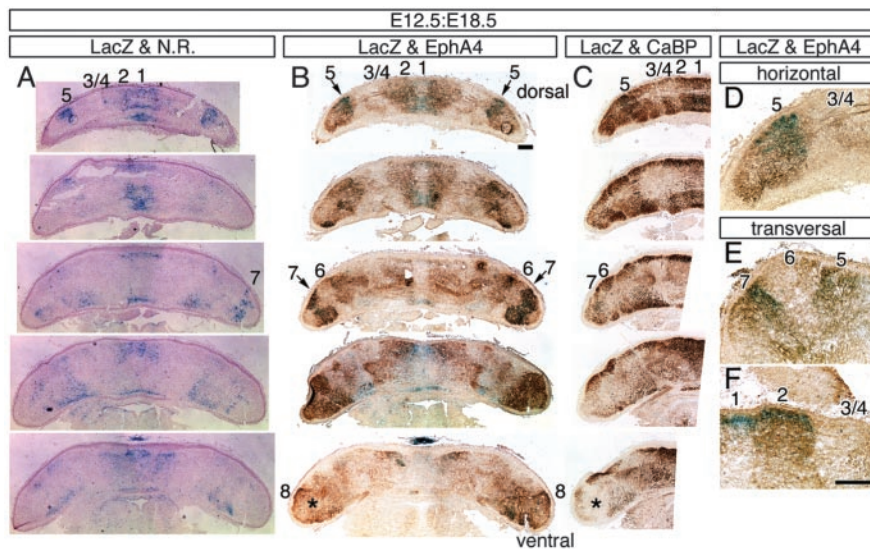 E12.5:E18.5
LacZ & N.R.
LacZ & EphA4
LacZ & CaBP
LacZ & EphA4
horizontal
A
5
3/4
2
1
B
5
3/4
2
1
5
dorsal
C
5
3/4
2
1
D
5
3/4
transversal
7
7
6
6
7
7
6
E
7
6
5
F
1
2
3/4
8
*
8
*
ventral